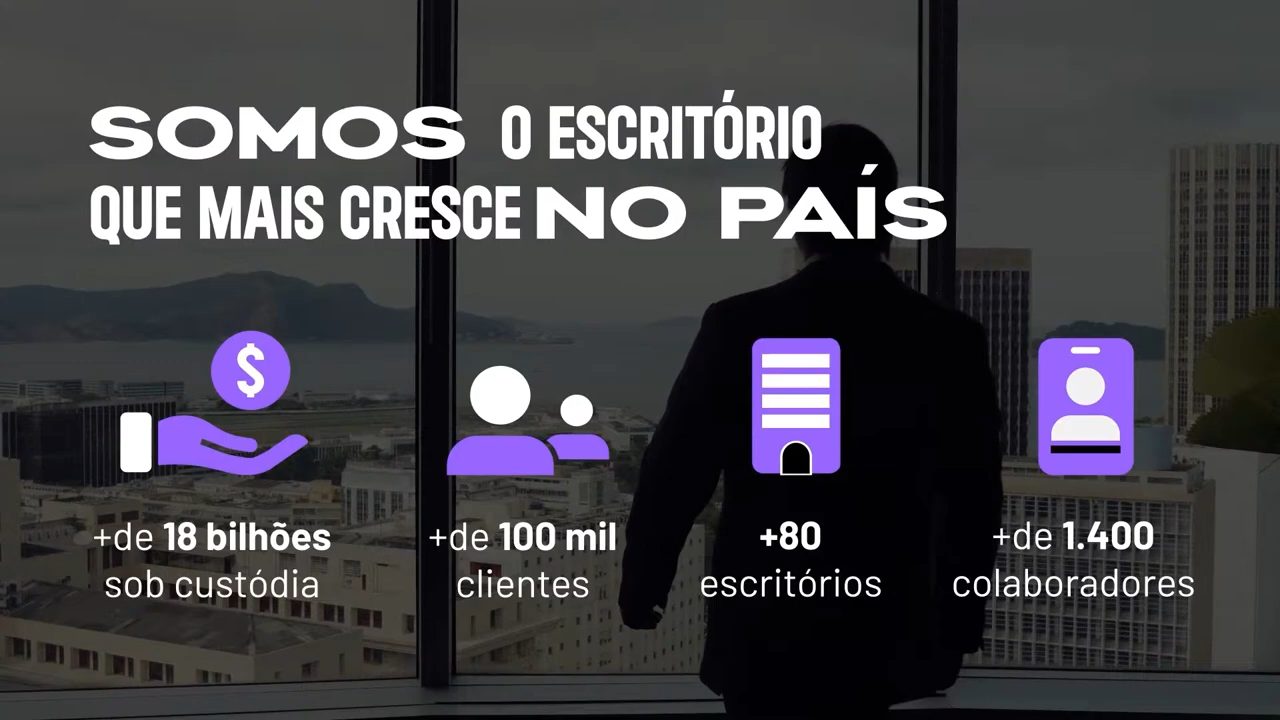 SOMOS O ESCRITÓRIO
QUE MAIS CRESCE NO PAÍS
$
+de 18 bilhões
sob custódia
+de 100 mil
clientes
+80
escritórios
+de 1.400
colaboradores